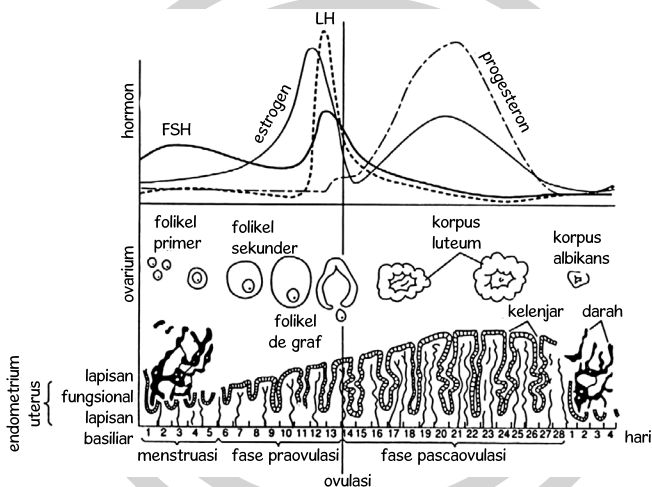 LH
hormon
FSH
estrogen
progesteron
ovarium
folikel
primer
folikel
sekunder
folikel
de graf
korpus
luteum
korpus
albikans
kelenjar
darah
endometrium
uterus
lapisan
fungsional
lapisan
basiliar
1 2 3 4 5 6 7 8 9 10 11 12 13 14 15 16 17 18 19 20 21 22 23 24 25 26 27 28 1 2 3 4
hari
menstruasi
fase praovulasi
fase pascaovulasi
ovulasi